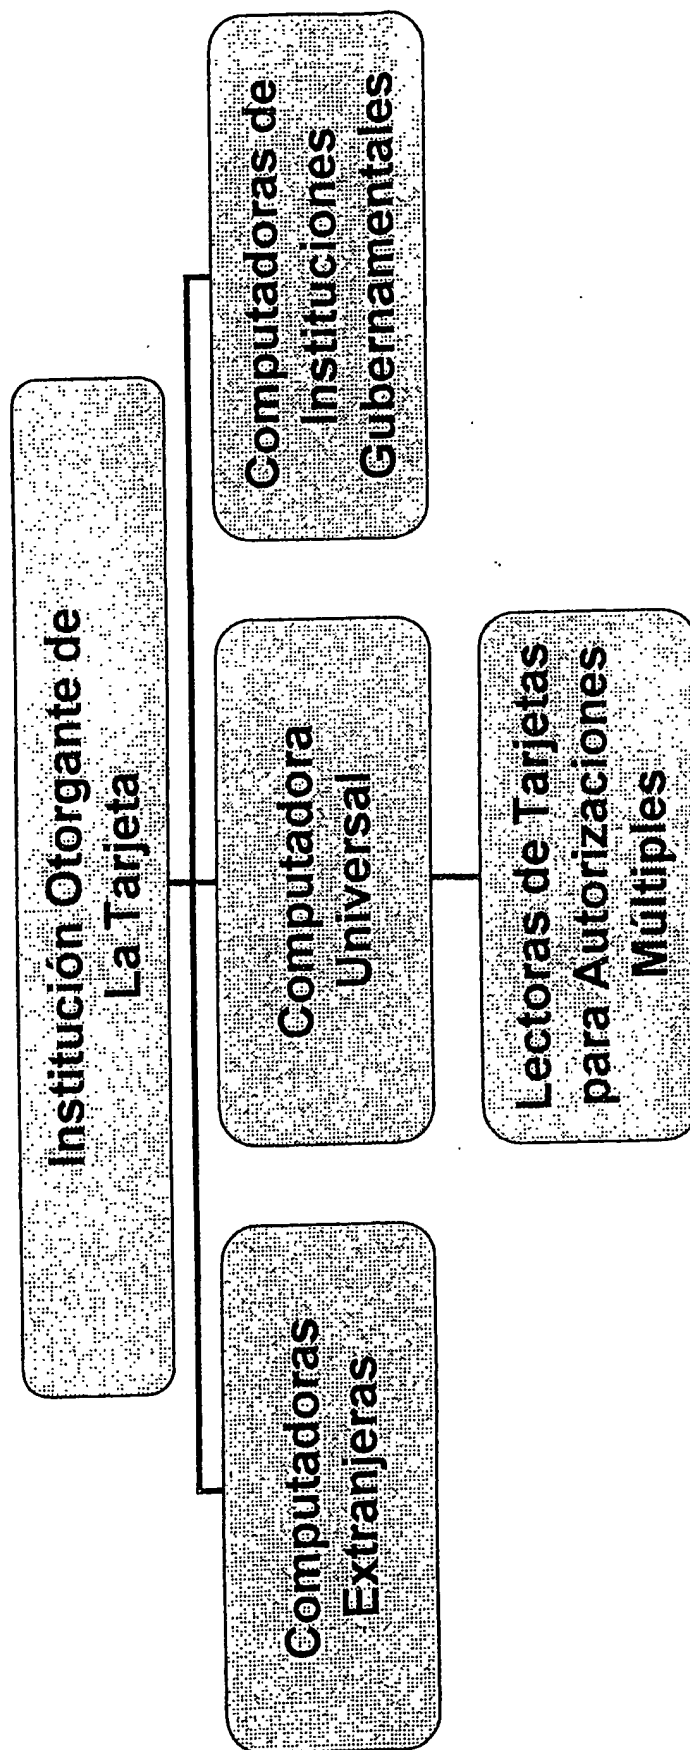 Institución Otorgante de
La Tarjeta
Computadoras
Extranjeras
Computadora
Universal
Computadoras de
Instituciones
Gubernamentales
Lectoras de Tarjetas
para Autorizaciones
Múltiples